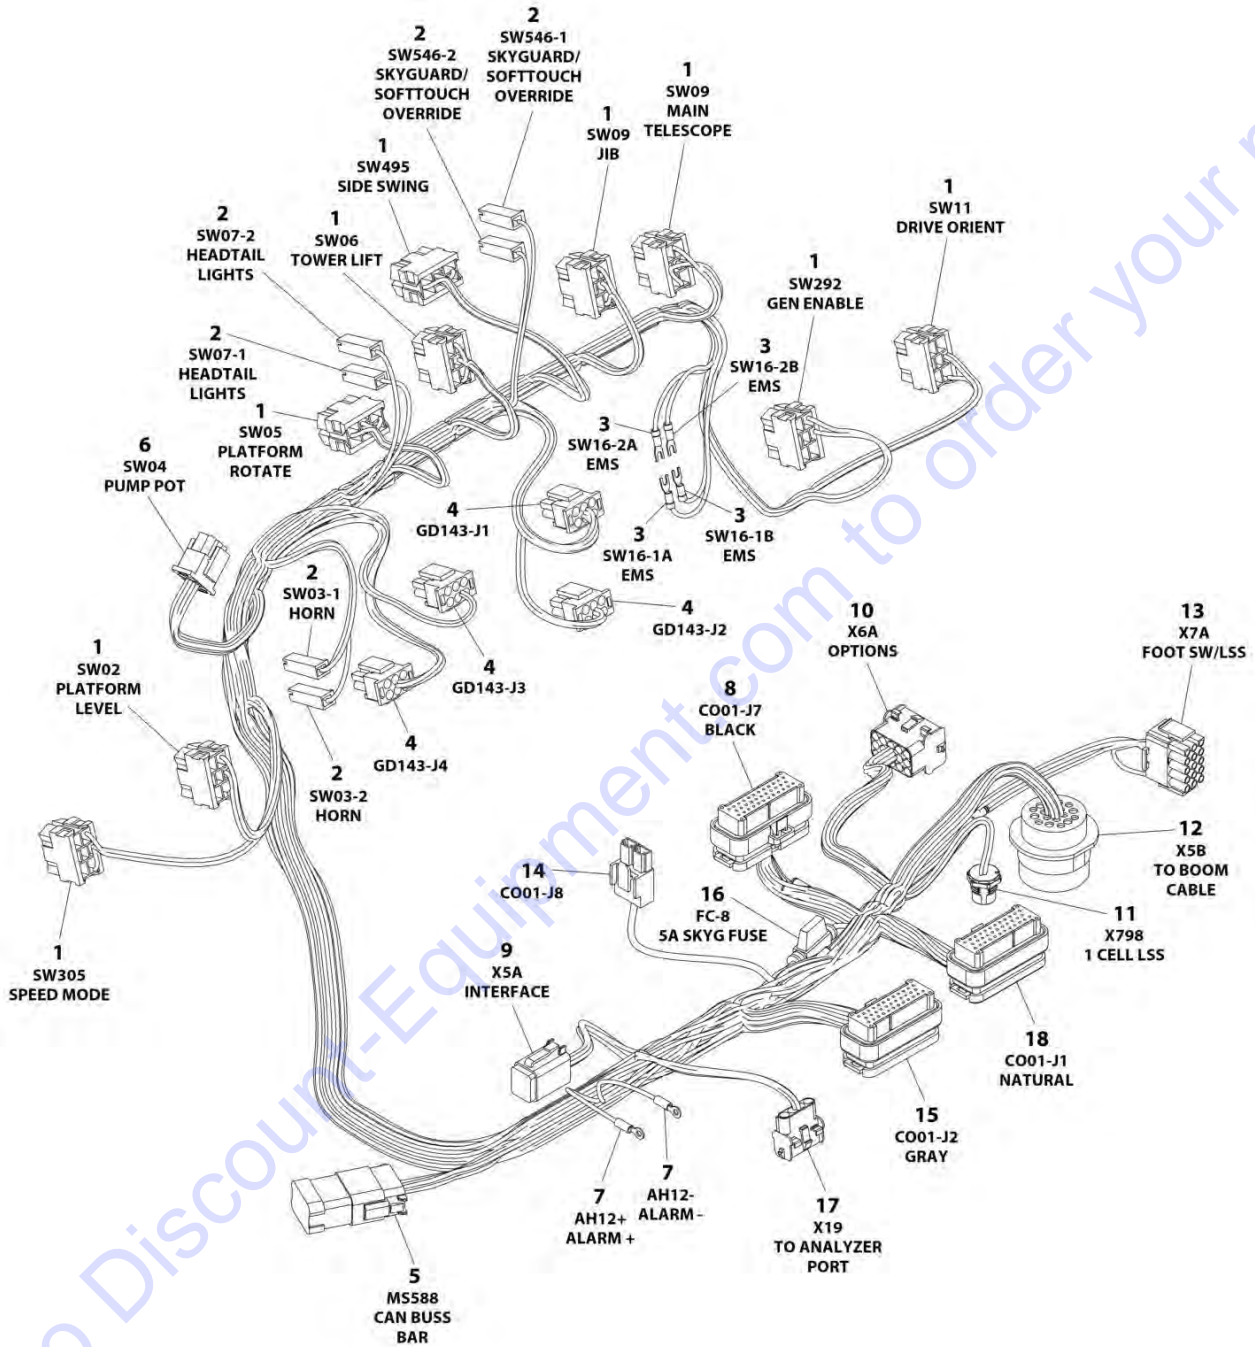 2
SW546-1
SKYGUARD/
SOFTTOUCH
OVERRIDE
2
SW546-2
SKYGUARD/
SOFTTOUCH
OVERRIDE
1
SW09
MAIN
TELESCOPE
1
SW09
JIB
1
SW495
SIDE SWING
1
SW11
DRIVE ORIENT
2
SW07-2
HEADTAIL
LIGHTS
1
SW06
TOWER LIFT
1
SW292
GEN ENABLE
2
SW07-1
HEADTAIL
LIGHTS
3
SW16-2B
EMS
1
SW05
PLATFORM
ROTATE
3
SW16-2A
EMS
6
SW04
PUMP POT
4
GD143-J1
3
SW16-1A
EMS
3
SW16-1B
EMS
2
SW03-1
HORN
4
GD143-J2
10
X6A
OPTIONS
13
X7A
FOOT SW/LSS
1
SW02
PLATFORM
LEVEL
4
GD143-J3
8
CO01-J7
BLACK
4
GD143-J4
2
SW03-2
HORN
12
X5B
TO BOOM
CABLE
14
CO01-J8
16
FC-8
5A SKYG FUSE
11
X798
1 CELL LSS
1
SW305
SPEED MODE
9
X5A
INTERFACE
18
CO01-J1
NATURAL
15
CO01-J2
GRAY
7
AH12+
ALARM +
7
AH12-
ALARM -
17
X19
TO ANALYZER
PORT
5
MS588
CAN BUSS
BAR
Discount-Equipment.com to order your